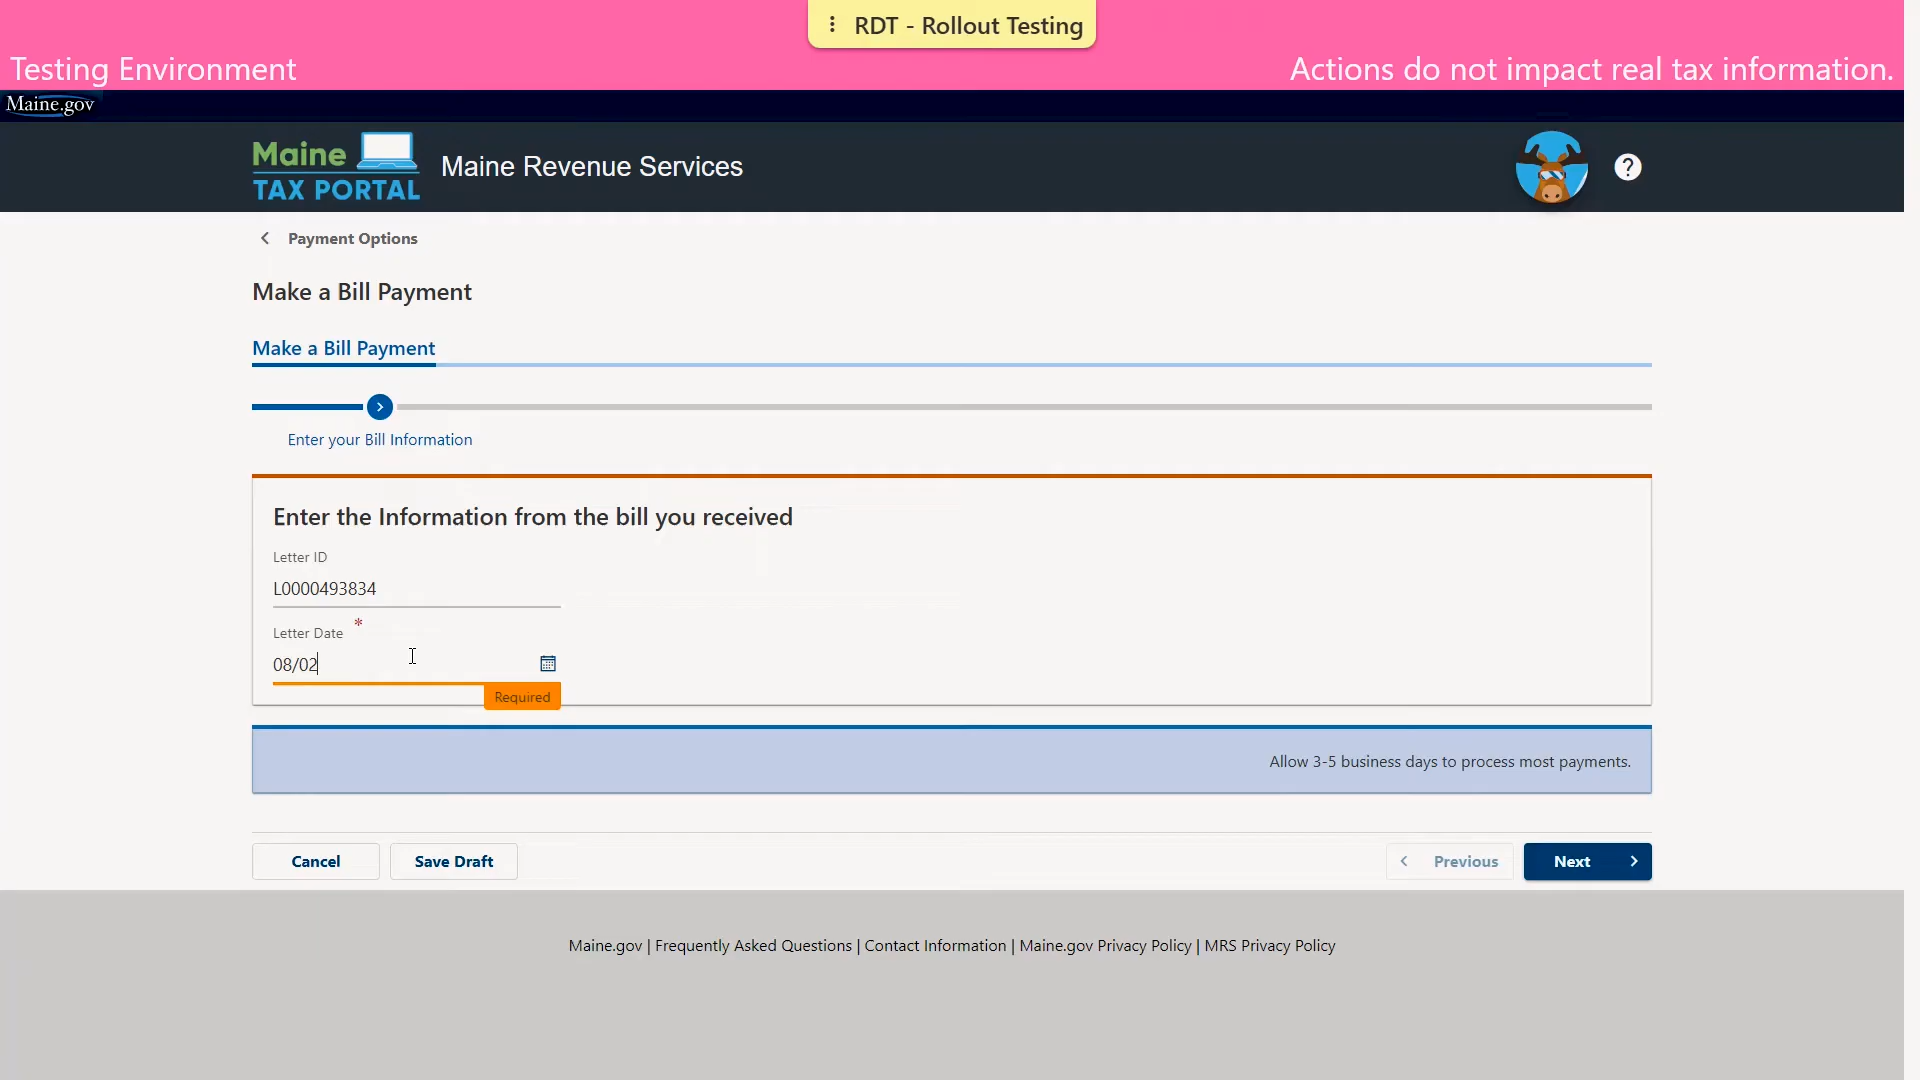 RDT - Rollout Testing
Testing Environment
Actions do not impact real tax information.
Maine.gov
Maine
TAX PORTAL
Maine Revenue Services
?
Payment Options
Make a Bill Payment
Make a Bill Payment
Enter your Bill Information
Enter the Information from the bill you received
Letter ID
L0000493834
Letter Date *
08/02
Required
Allow 3-5 business days to process most payments.
Cancel
Save Draft
Previous
Next
Maine.gov | Frequently Asked Questions | Contact Information | Maine.gov Privacy Policy | MRS Privacy Policy